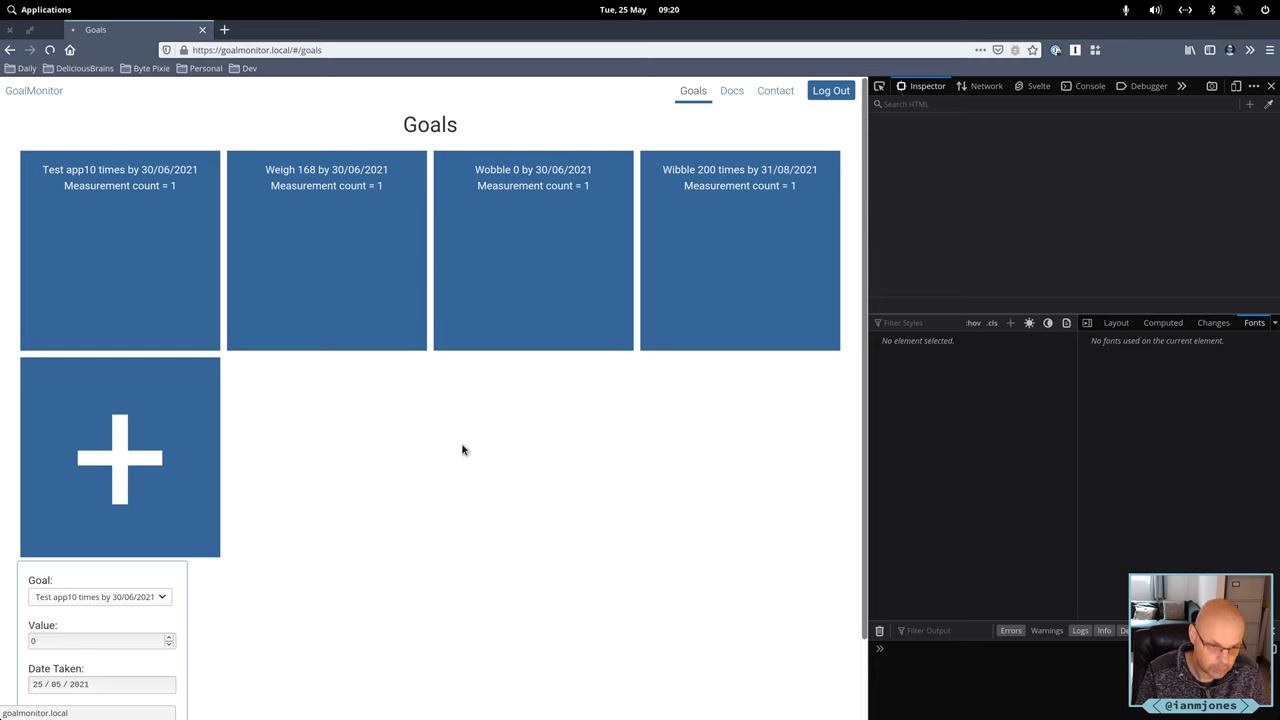 Applications
Tue, 25 May 09:20
Goals
https://goalmonitor.local/#/goals
Daily DeliciousBrains Byte Pixie Personal Dev
GoalMonitor
Goals Docs Contact Log Out
Goals
Test app10 times by 30/06/2021
Measurement count = 1
Weigh 168 by 30/06/2021
Measurement count = 1
Wobble 0 by 30/06/2021
Measurement count = 1
Wibble 200 times by 31/08/2021
Measurement count = 1
Goal:
Test app10 times by 30/06/2021
Value:
0
Date Taken:
25 / 05 / 2021
goalmonitor.local
Inspector Network Svelte Console Debugger
Search HTML
Filter Styles :hov .cls
Layout Computed Changes Fonts
No element selected.
No fonts used on the current element.
Filter Output Errors Warnings Logs Info
@ianmjones